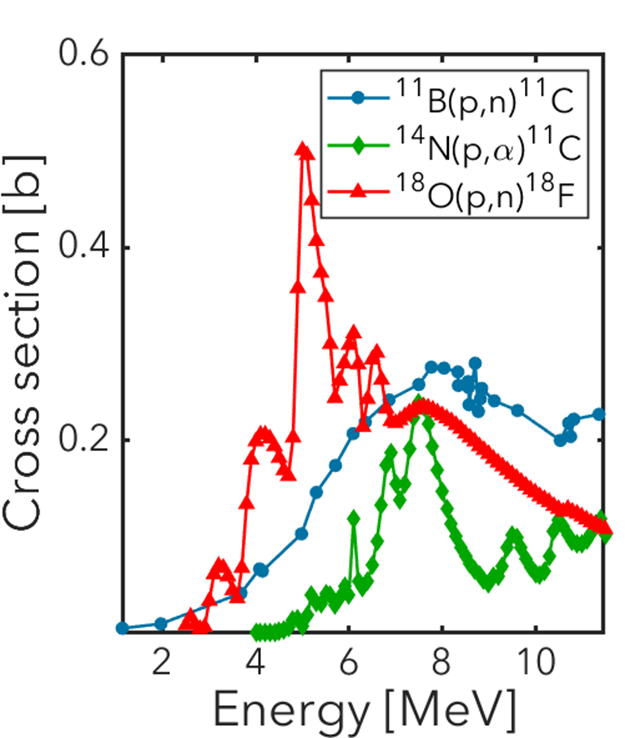 0.6
0.4
0.2
Cross section [b]
¹¹B(p,n)¹¹C
¹⁴N(p,α)¹¹C
¹⁸O(p,n)¹⁸F
2 4 6 8 10
Energy [MeV]